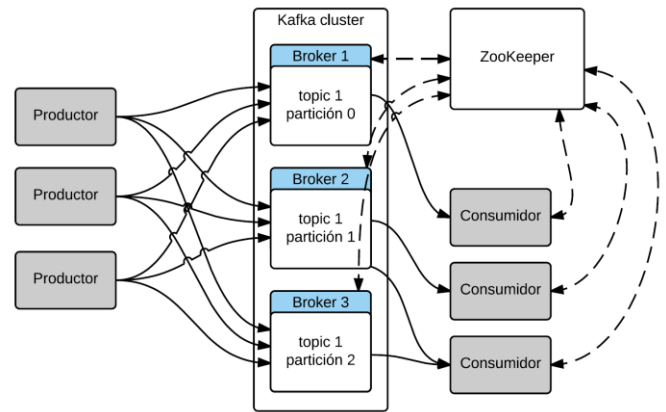 Kafka cluster
Broker 1
topic 1
partición 0
Broker 2
topic 1
partición 1
Broker 3
topic 1
partición 2
Productor
Productor
Productor
ZooKeeper
Consumidor
Consumidor
Consumidor